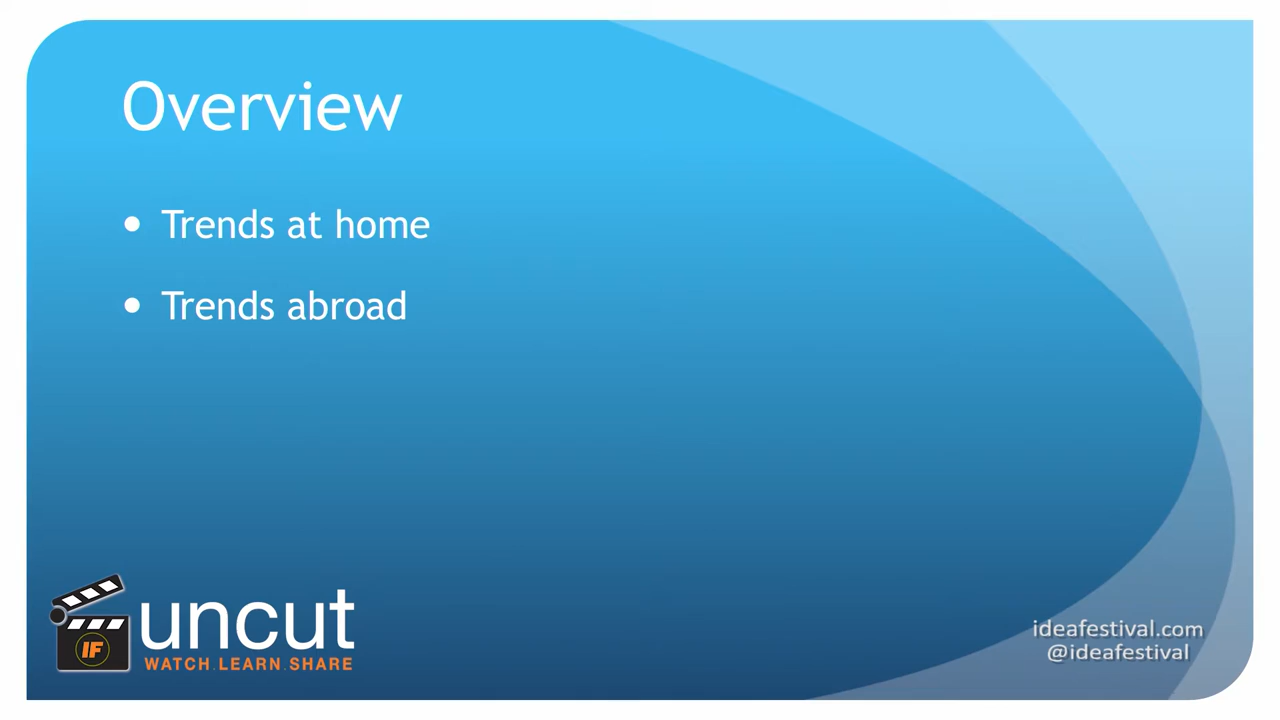 Overview
• Trends at home
• Trends abroad
IF
uncut
WATCH.LEARN.SHARE
ideafestival.com
@ideafestival